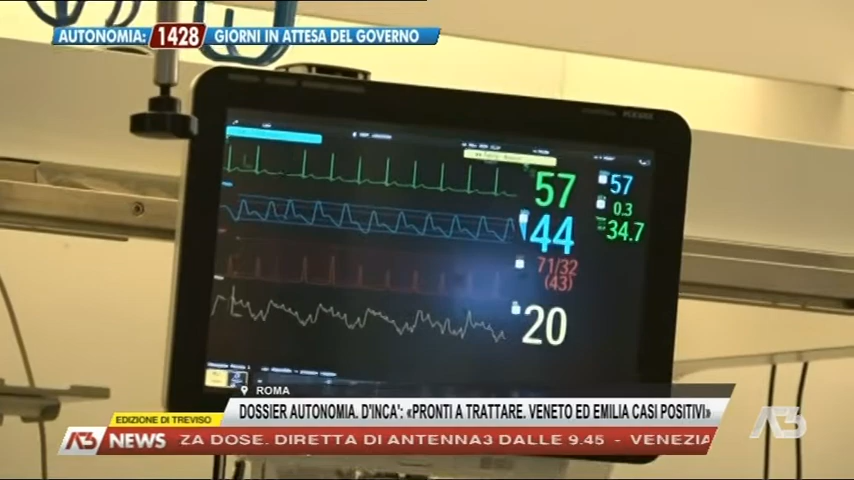 AUTONOMIA: 1428 GIORNI IN ATTESA DEL GOVERNO
57
57
0.3
44
34.7
71/32
(43)
20
ROMA
DOSSIER AUTONOMIA. D'INCA': «PRONTI A TRATTARE. VENETO ED EMILIA CASI POSITIVI»
EDIZIONE DI TREVISO
A3 NEWS ZA DOSE. DIRETTA DI ANTENNA3 DALLE 9.45 - VENEZIA
A3